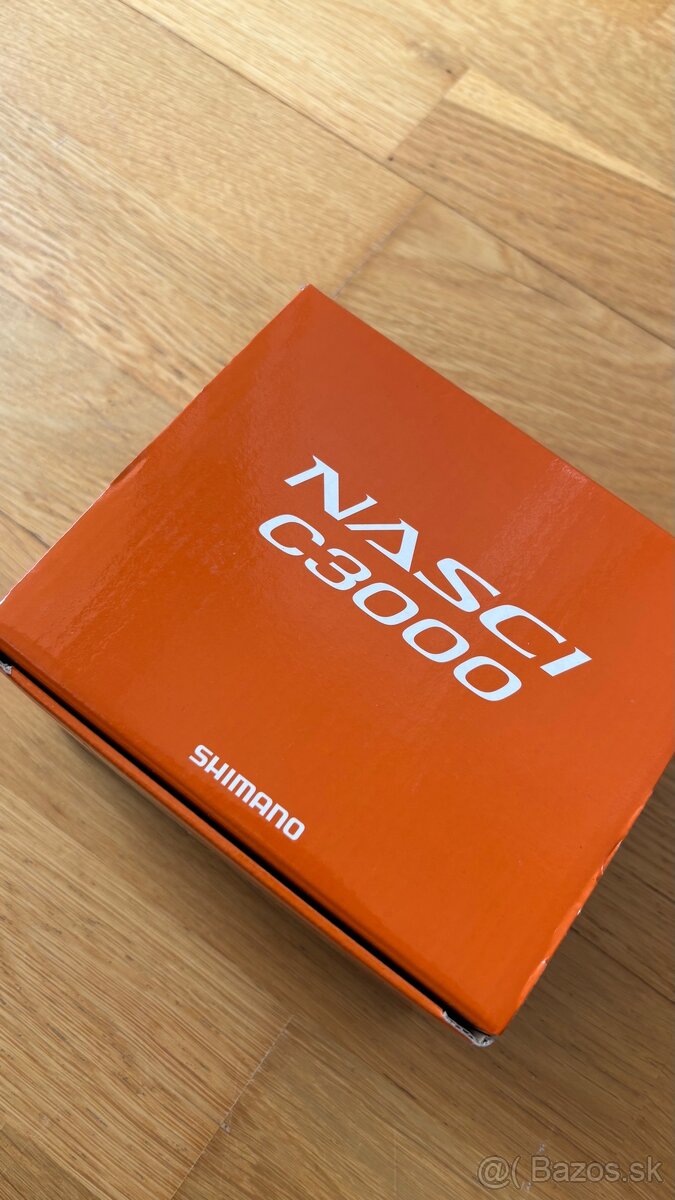 NASCI
C3000
SHIMANO
@( Bazos.sk